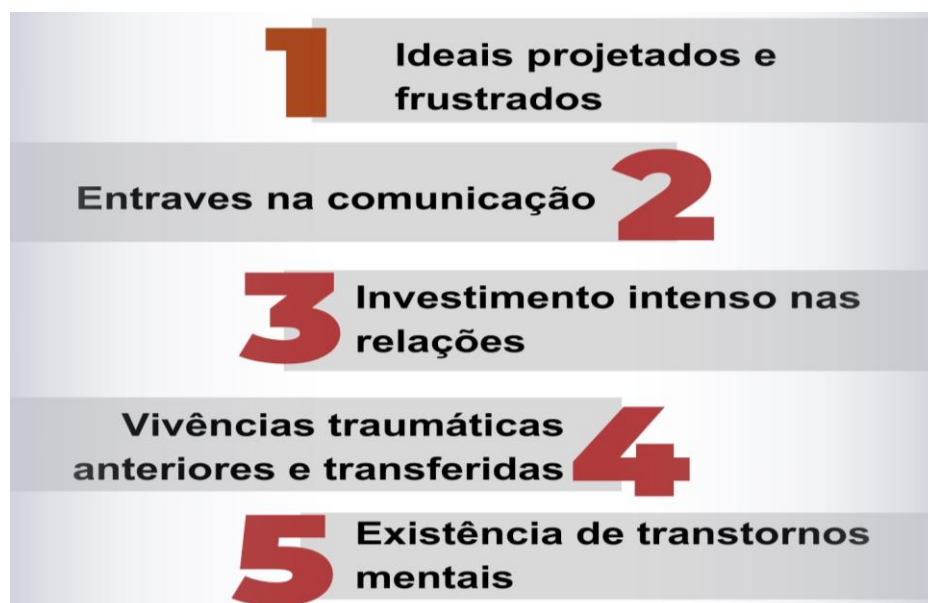 1 Ideais projetados e
frustrados
Entraves na comunicação 2
3 Investimento intenso nas
relações
Vivências traumáticas
anteriores e transferidas 4
5 Existência de transtornos
mentais